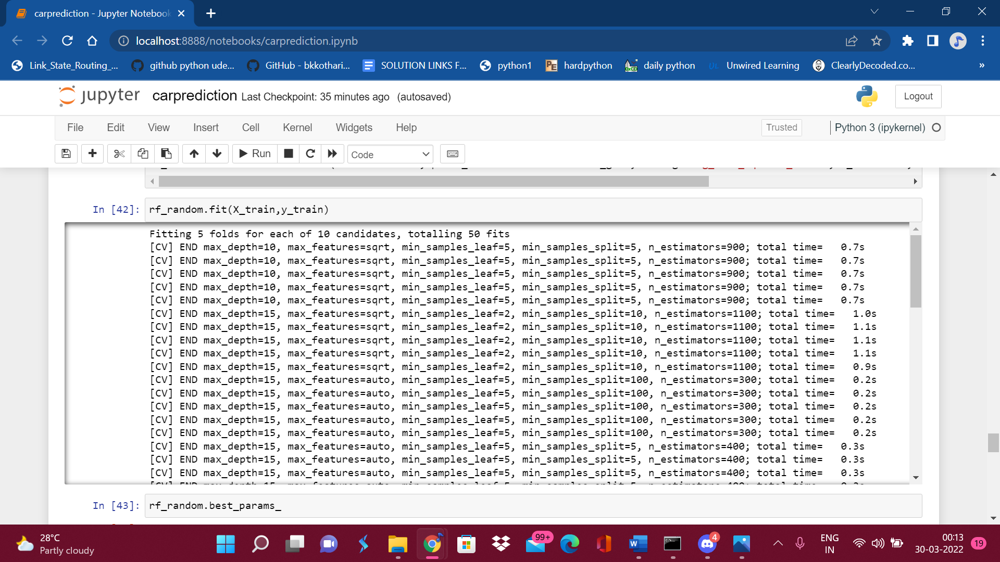 carprediction - Jupyter Notebook
localhost:8888/notebooks/carprediction.ipynb
Link_State_Routing_... github python ude... GitHub - bkkothari... SOLUTION LINKS F... python1 hardpython daily python Unwired Learning ClearlyDecoded.co... »
jupyter carprediction Last Checkpoint: 35 minutes ago (autosaved) Logout
File Edit View Insert Cell Kernel Widgets Help Trusted Python 3 (ipykernel)
Run Code
In [42]: rf_random.fit(X_train,y_train)
Fitting 5 folds for each of 10 candidates, totalling 50 fits
[CV] END max_depth=10, max_features=sqrt, min_samples_leaf=5, min_samples_split=5, n_estimators=900; total time=   0.7s
[CV] END max_depth=10, max_features=sqrt, min_samples_leaf=5, min_samples_split=5, n_estimators=900; total time=   0.7s
[CV] END max_depth=10, max_features=sqrt, min_samples_leaf=5, min_samples_split=5, n_estimators=900; total time=   0.7s
[CV] END max_depth=10, max_features=sqrt, min_samples_leaf=5, min_samples_split=5, n_estimators=900; total time=   0.7s
[CV] END max_depth=10, max_features=sqrt, min_samples_leaf=5, min_samples_split=5, n_estimators=900; total time=   0.7s
[CV] END max_depth=15, max_features=sqrt, min_samples_leaf=2, min_samples_split=10, n_estimators=1100; total time=   1.0s
[CV] END max_depth=15, max_features=sqrt, min_samples_leaf=2, min_samples_split=10, n_estimators=1100; total time=   1.1s
[CV] END max_depth=15, max_features=sqrt, min_samples_leaf=2, min_samples_split=10, n_estimators=1100; total time=   1.1s
[CV] END max_depth=15, max_features=sqrt, min_samples_leaf=2, min_samples_split=10, n_estimators=1100; total time=   1.1s
[CV] END max_depth=15, max_features=sqrt, min_samples_leaf=2, min_samples_split=10, n_estimators=1100; total time=   0.9s
[CV] END max_depth=15, max_features=auto, min_samples_leaf=5, min_samples_split=100, n_estimators=300; total time=   0.2s
[CV] END max_depth=15, max_features=auto, min_samples_leaf=5, min_samples_split=100, n_estimators=300; total time=   0.2s
[CV] END max_depth=15, max_features=auto, min_samples_leaf=5, min_samples_split=100, n_estimators=300; total time=   0.2s
[CV] END max_depth=15, max_features=auto, min_samples_leaf=5, min_samples_split=100, n_estimators=300; total time=   0.2s
[CV] END max_depth=15, max_features=auto, min_samples_leaf=5, min_samples_split=100, n_estimators=300; total time=   0.2s
[CV] END max_depth=15, max_features=auto, min_samples_leaf=5, min_samples_split=5, n_estimators=400; total time=   0.3s
[CV] END max_depth=15, max_features=auto, min_samples_leaf=5, min_samples_split=5, n_estimators=400; total time=   0.3s
[CV] END max_depth=15, max_features=auto, min_samples_leaf=5, min_samples_split=5, n_estimators=400; total time=   0.3s
In [43]: rf_random.best_params_
28°C
Partly cloudy
99+
4
ENG
IN
00:13
30-03-2022
19